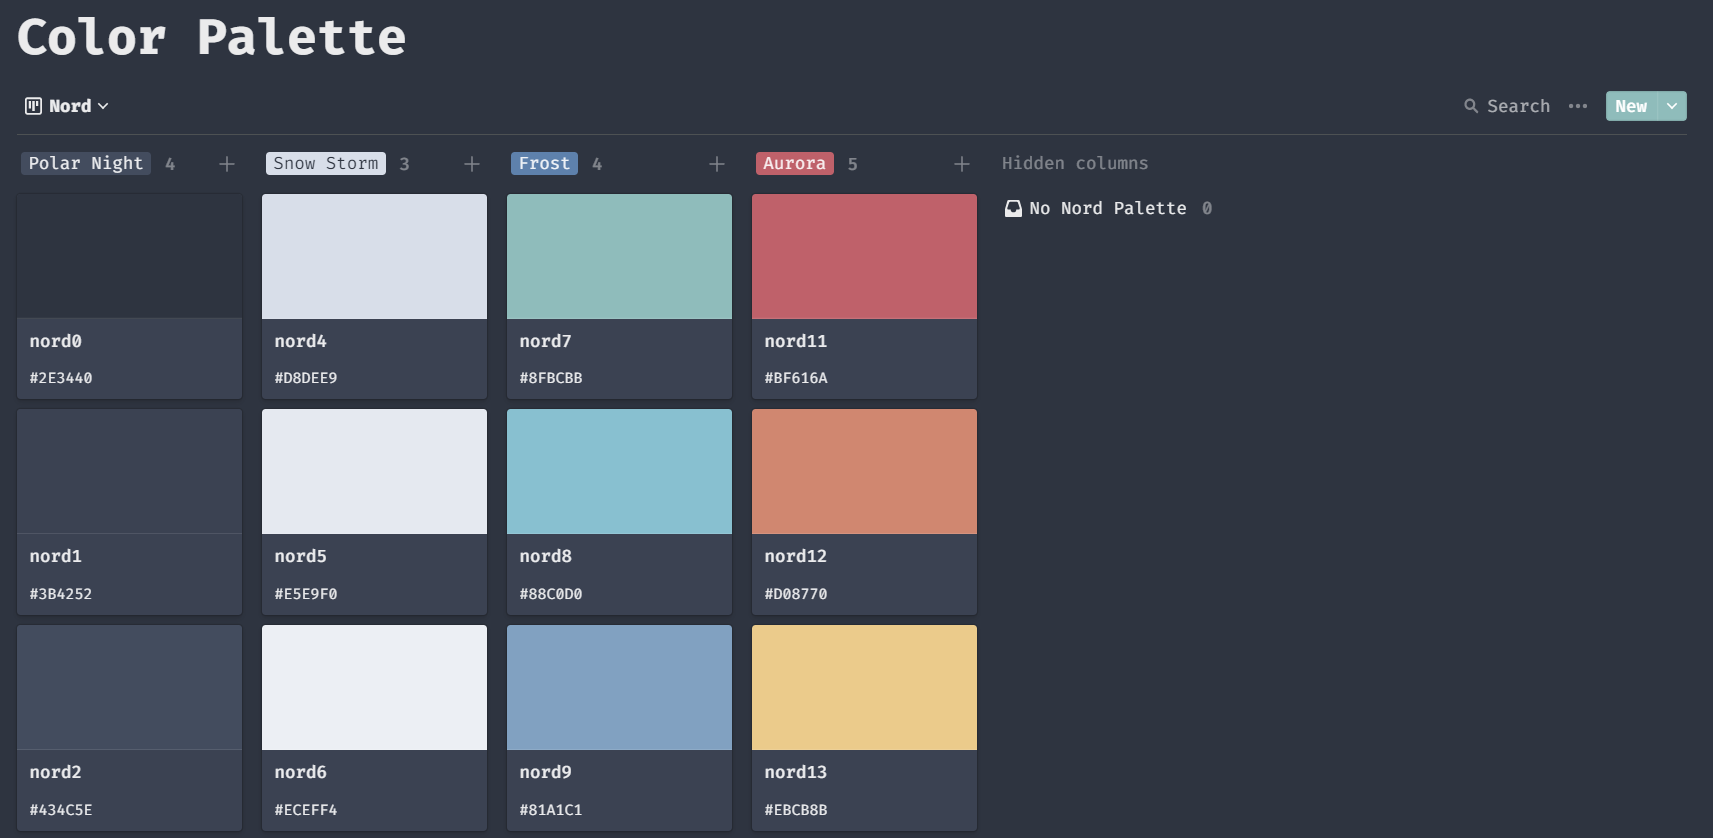 Color Palette
Nord
Search
New
Polar Night 4
Snow Storm 3
Frost 4
Aurora 5
Hidden columns
No Nord Palette 0
nord0
#2E3440
nord4
#D8DEE9
nord7
#8FBCBB
nord11
#BF616A
nord1
#3B4252
nord5
#E5E9F0
nord8
#88C0D0
nord12
#D08770
nord2
#434C5E
nord6
#ECEFF4
nord9
#81A1C1
nord13
#EBCB8B